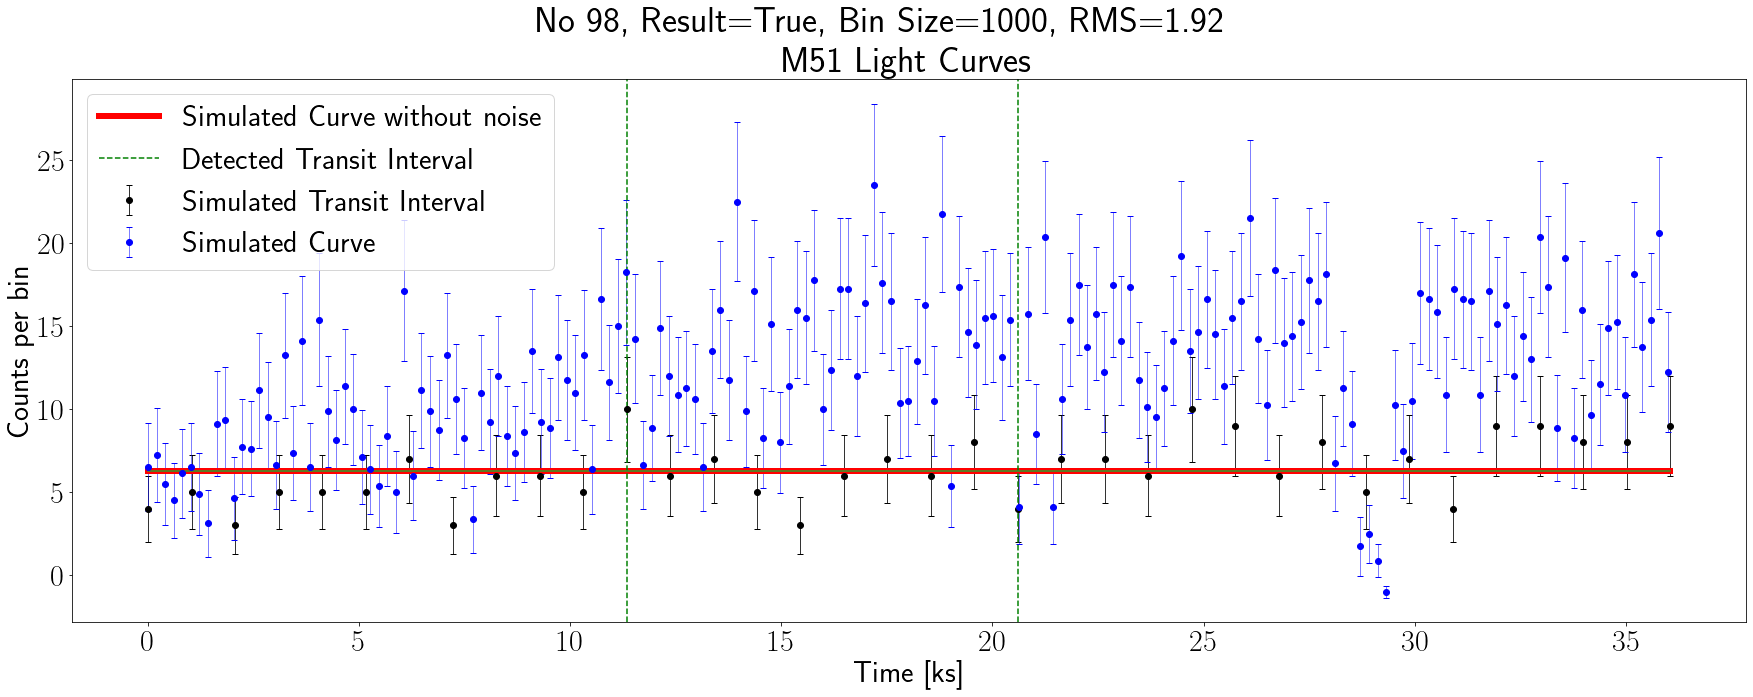 No 98, Result=True, Bin Size=1000, RMS=1.92
M51 Light Curves
Simulated Curve without noise
Detected Transit Interval
Simulated Transit Interval
Simulated Curve
Counts per bin
25
20
15
10
5
0
0 5 10 15 20 25 30 35
Time [ks]